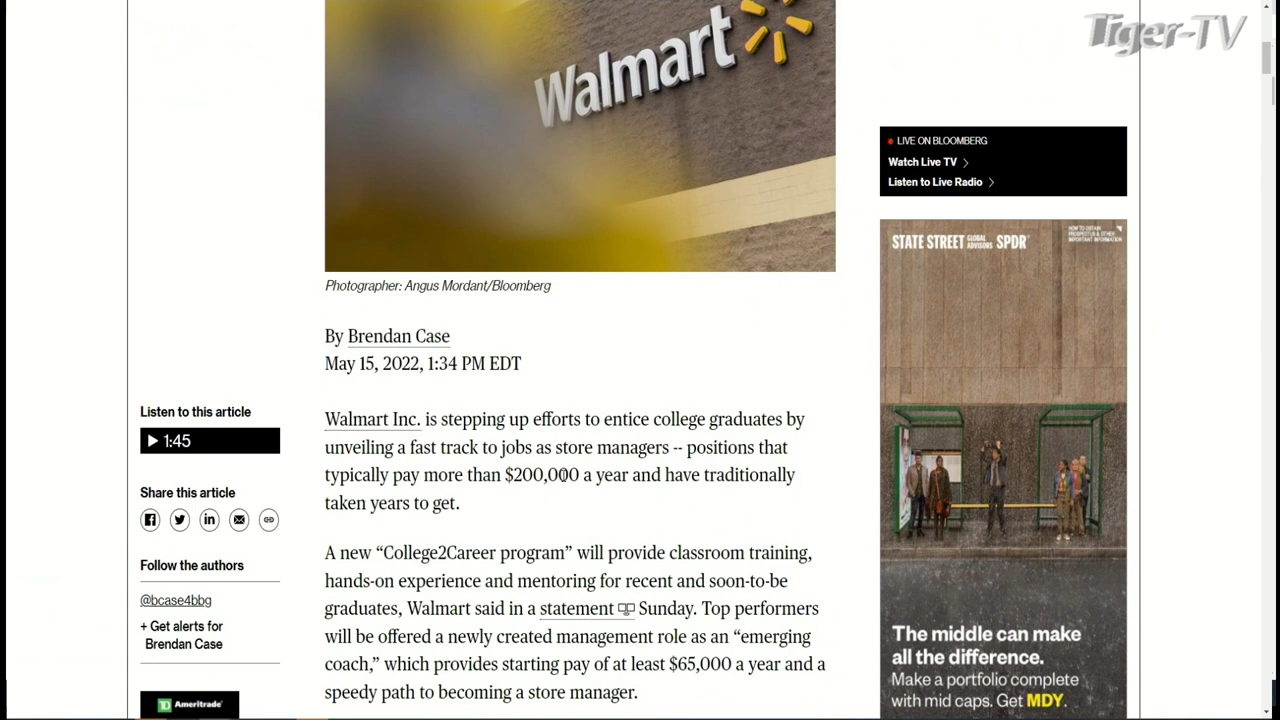 Tiger-TV
Walmart
LIVE ON BLOOMBERG
Watch Live TV
Listen to Live Radio
STATE STREET GLOBAL ADVISORS SPDR®
HOW TO OBTAIN
PROSPECTUS & OTHER
IMPORTANT INFORMATION
Photographer: Angus Mordant/Bloomberg
By Brendan Case
May 15, 2022, 1:34 PM EDT
Listen to this article
1:45
Share this article
Follow the authors
@bcase4bbg
+ Get alerts for
Brendan Case
TD Ameritrade
Walmart Inc. is stepping up efforts to entice college graduates by
unveiling a fast track to jobs as store managers -- positions that
typically pay more than $200,000 a year and have traditionally
taken years to get.
A new “College2Career program” will provide classroom training,
hands-on experience and mentoring for recent and soon-to-be
graduates, Walmart said in a statement Sunday. Top performers
will be offered a newly created management role as an “emerging
coach,” which provides starting pay of at least $65,000 a year and a
speedy path to becoming a store manager.
The middle can make
all the difference.
Make a portfolio complete
with mid caps. Get MDY.